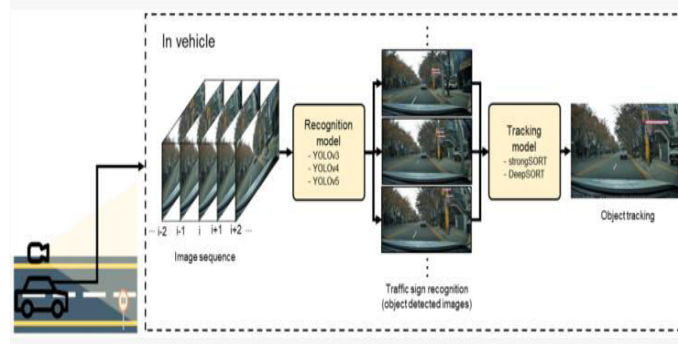 In vehicle
Recognition
model
- YOLOv3
- YOLOv4
- YOLOv5
Tracking
model
- strongSORT
- DeepSORT
... i-2 i-1 i i+1 i+2 ...
Image sequence
Object tracking
Traffic sign recognition
(object detected images)